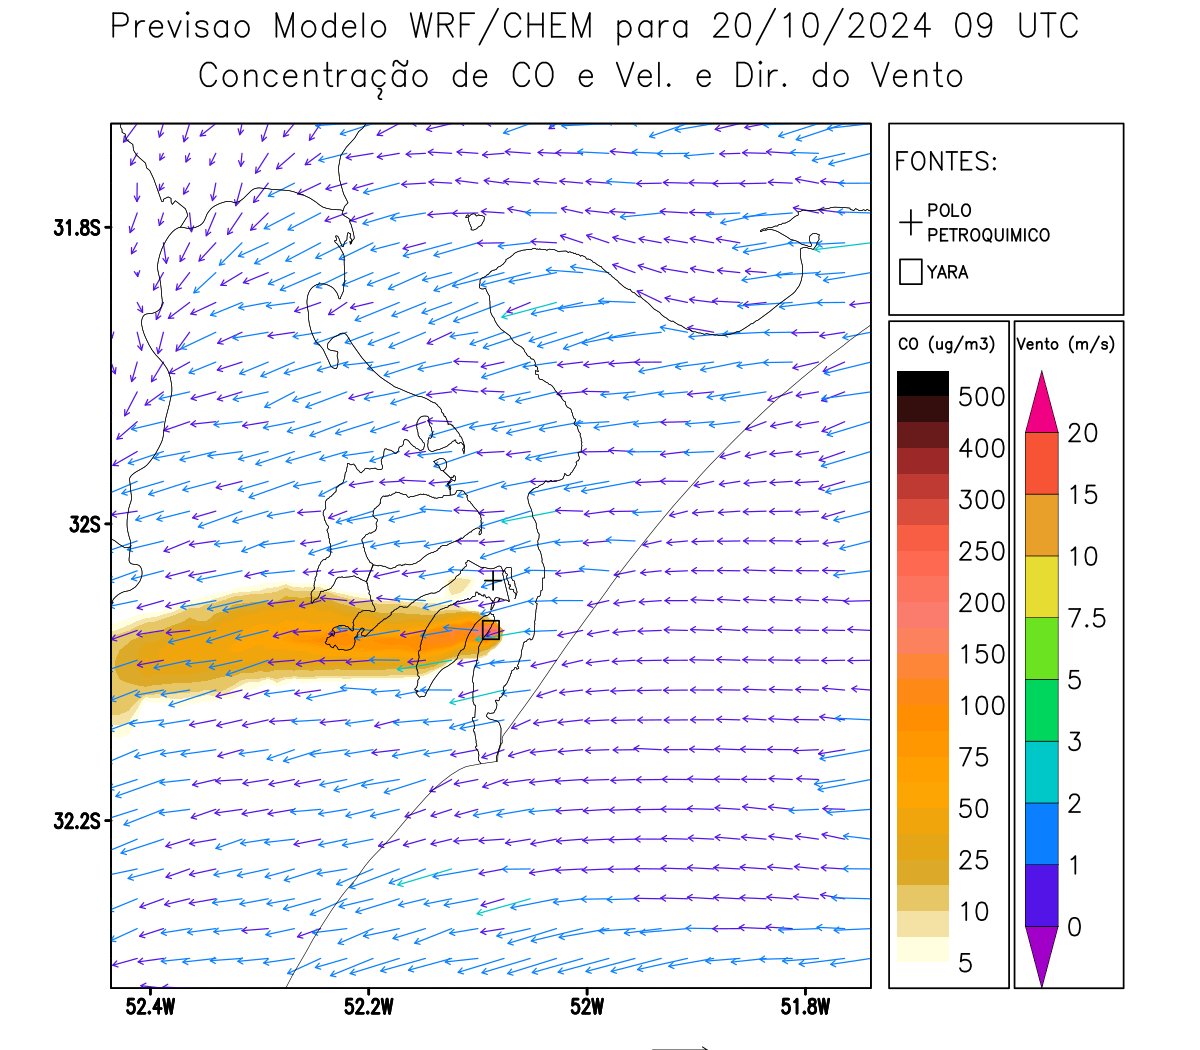 Previsao Modelo WRF/CHEM para 20/10/2024 09 UTC
Concentração de CO e Vel. e Dir. do Vento
FONTES:
POLO
PETROQUIMICO
YARA
CO (ug/m3)
500
400
300
250
200
150
100
75
50
25
10
5
Vento (m/s)
20
15
10
7.5
5
3
2
1
0
31.8S
32S
32.2S
52.4W
52.2W
52W
51.8W